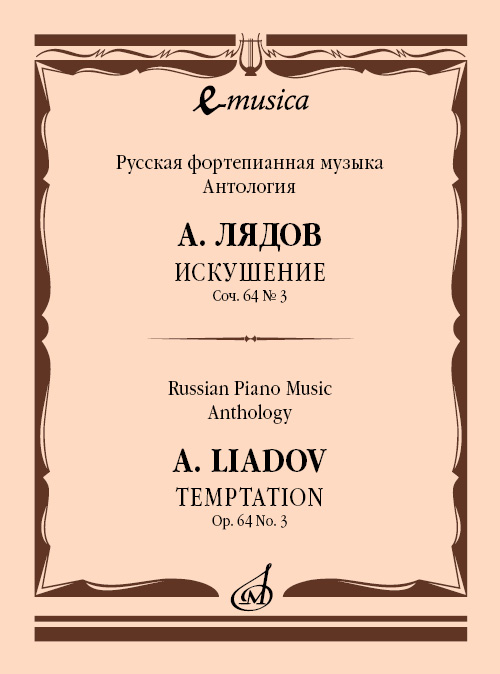 e-musica
Русская фортепианная музыка
Антология
А. ЛЯДОВ
ИСКУШЕНИЕ
Соч. 64 № 3
Russian Piano Music
Anthology
A. LIADOV
TEMPTATION
Op. 64 No. 3
М